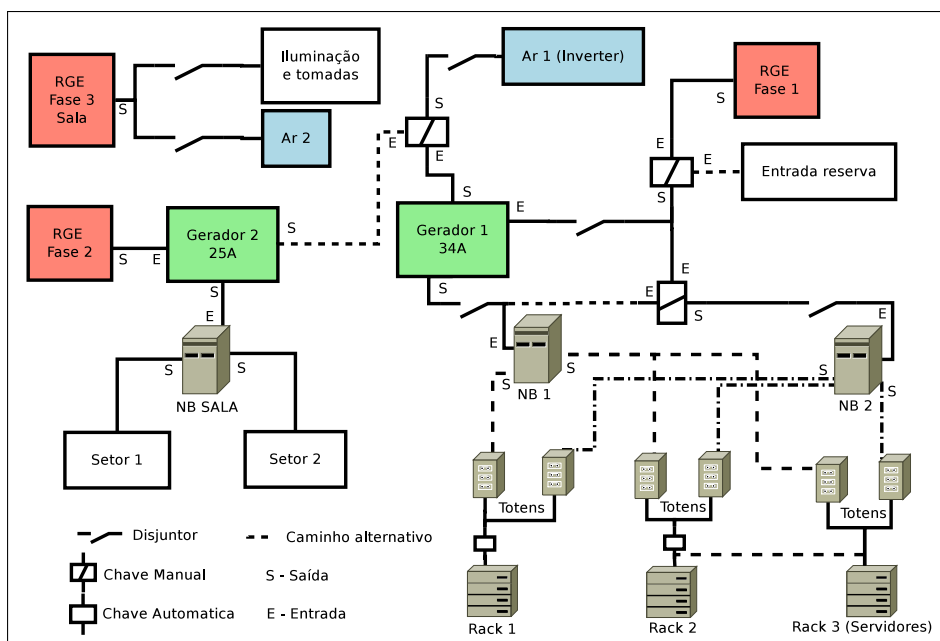 RGE
Fase 3
Sala
S
Iluminação
e tomadas
Ar 2
Ar 1 (Inverter)
S
E
E
RGE
Fase 1
S
E
E
S
Entrada reserva
RGE
Fase 2
S
E
Gerador 2
25A
S
S
E
NB SALA
S
S
Setor 1
Setor 2
S
Gerador 1
34A
E
S
E
NB 1
S
S
E
E
S
E
NB 2
S
S
Totens
Totens
Totens
Rack 1
Rack 2
Rack 3 (Servidores)
Disjuntor
Caminho alternativo
Chave Manual
S - Saída
Chave Automatica
E - Entrada